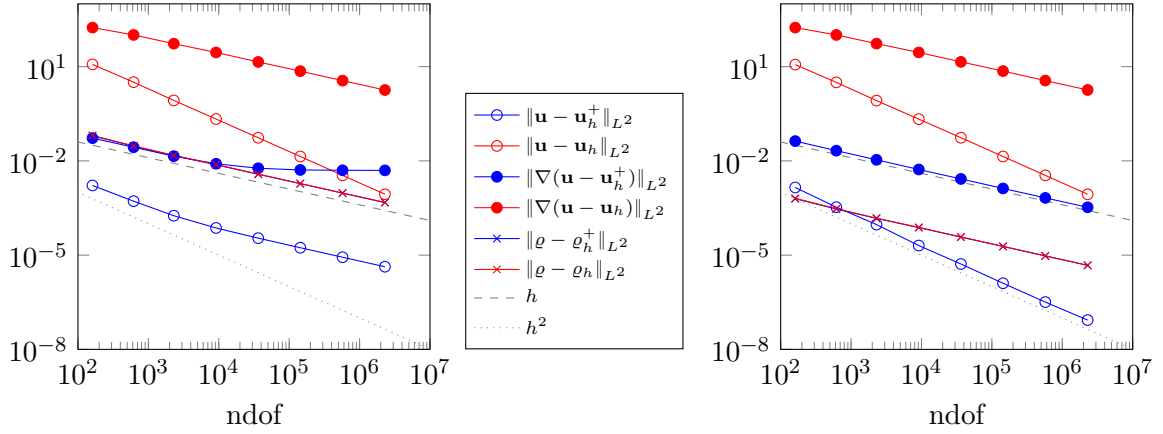 10^1
10^{-2}
10^{-5}
10^{-8}
10^2 10^3 10^4 10^5 10^6 10^7
ndof
‖u − u_h^+‖_{L^2}
‖u − u_h‖_{L^2}
‖∇(u − u_h^+)‖_{L^2}
‖∇(u − u_h)‖_{L^2}
‖ϱ − ϱ_h^+‖_{L^2}
‖ϱ − ϱ_h‖_{L^2}
h
h^2
10^1
10^{-2}
10^{-5}
10^{-8}
10^2 10^3 10^4 10^5 10^6 10^7
ndof